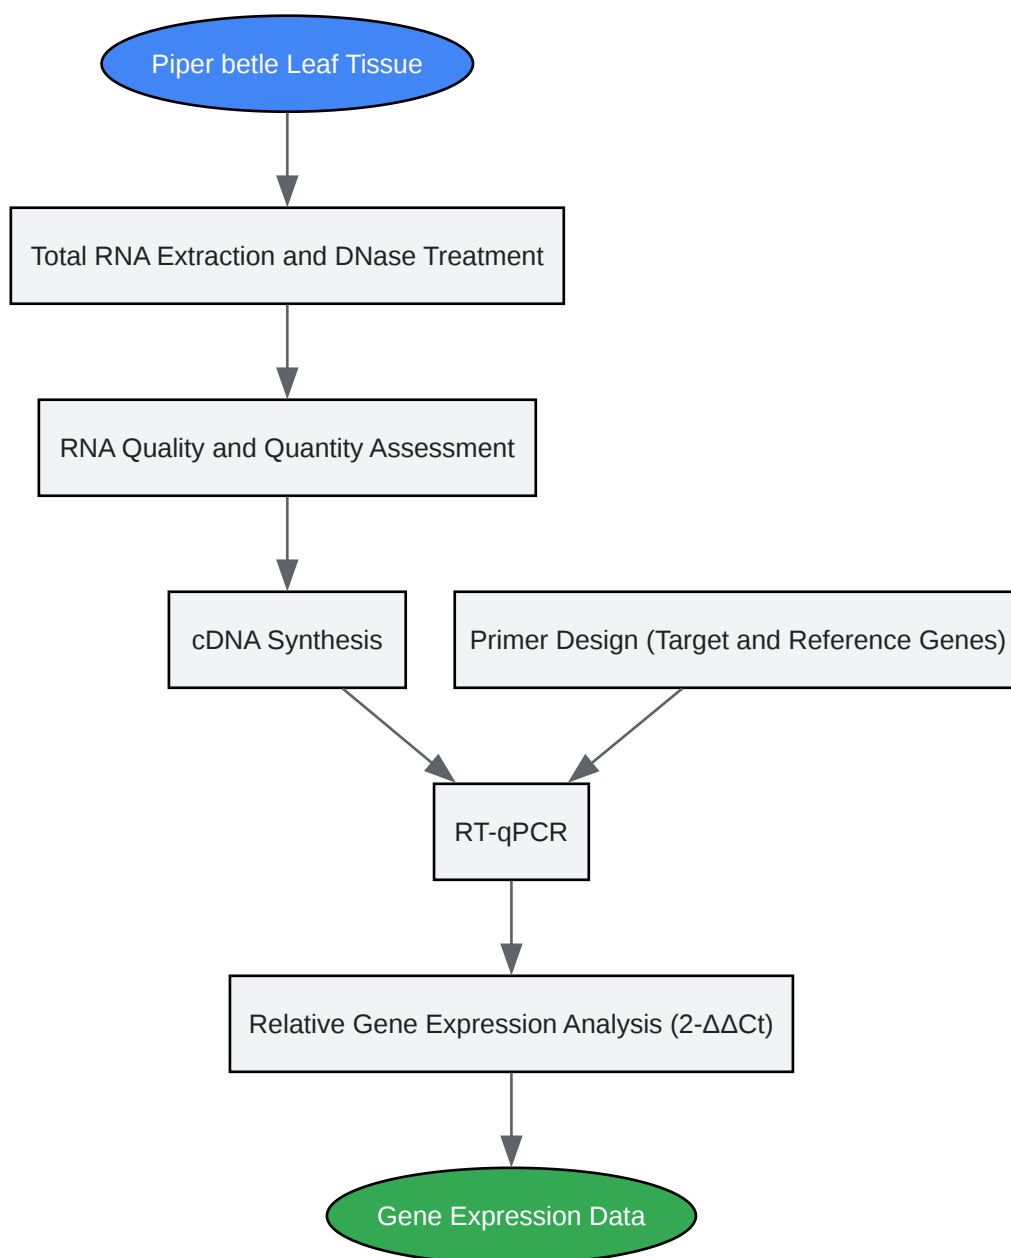 Piper betle Leaf Tissue
Total RNA Extraction and DNase Treatment
RNA Quality and Quantity Assessment
cDNA Synthesis
Primer Design (Target and Reference Genes)
RT-qPCR
Relative Gene Expression Analysis (2-ΔΔCt)
Gene Expression Data